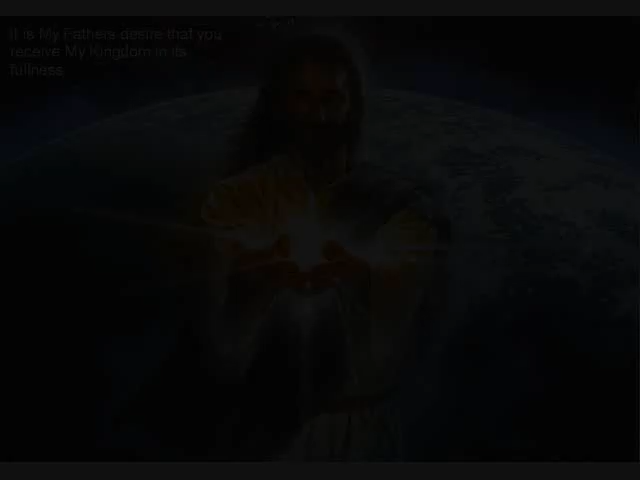 It is My Fathers desire that you
receive My Kingdom in its
fullness